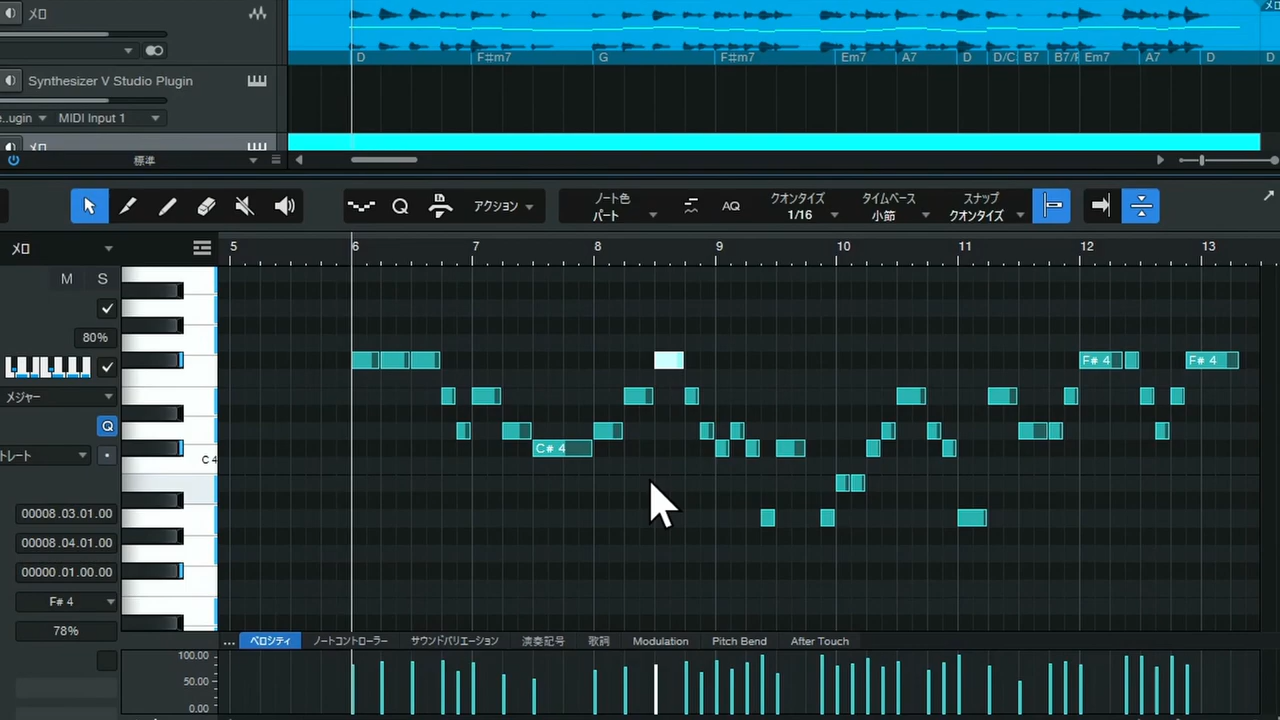 メロ
メロ
D F#m7 G F#m7 Em7 A7 D D/C B7 Em7 A7 D D
Synthesizer V Studio Plugin
e..ugin MIDI Input 1
メロ
標準
Q アクション
ノート色
パート
AQ
クオンタイズ
1/16
タイムベース
小節
スナップ
クオンタイズ
メロ
5 6 7 8 9 10 11 12 13
M S
80%
F# 4 F# 4
メジャー
Q
C# 4
トレート
C 4
00008.03.01.00
00008.04.01.00
00000.01.00.00
F# 4
78%
... ベロシティ ノートコントローラー サウンドバリエーション 演奏記号 歌詞 Modulation Pitch Bend After Touch
100.00
50.00
0.00